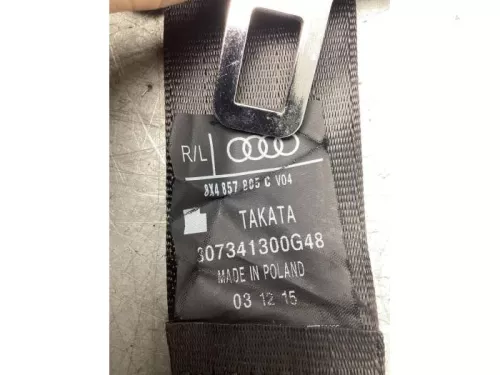 R/L
8X4 857 805 C V04
TAKATA
307341300G48
MADE IN POLAND
03 12 15